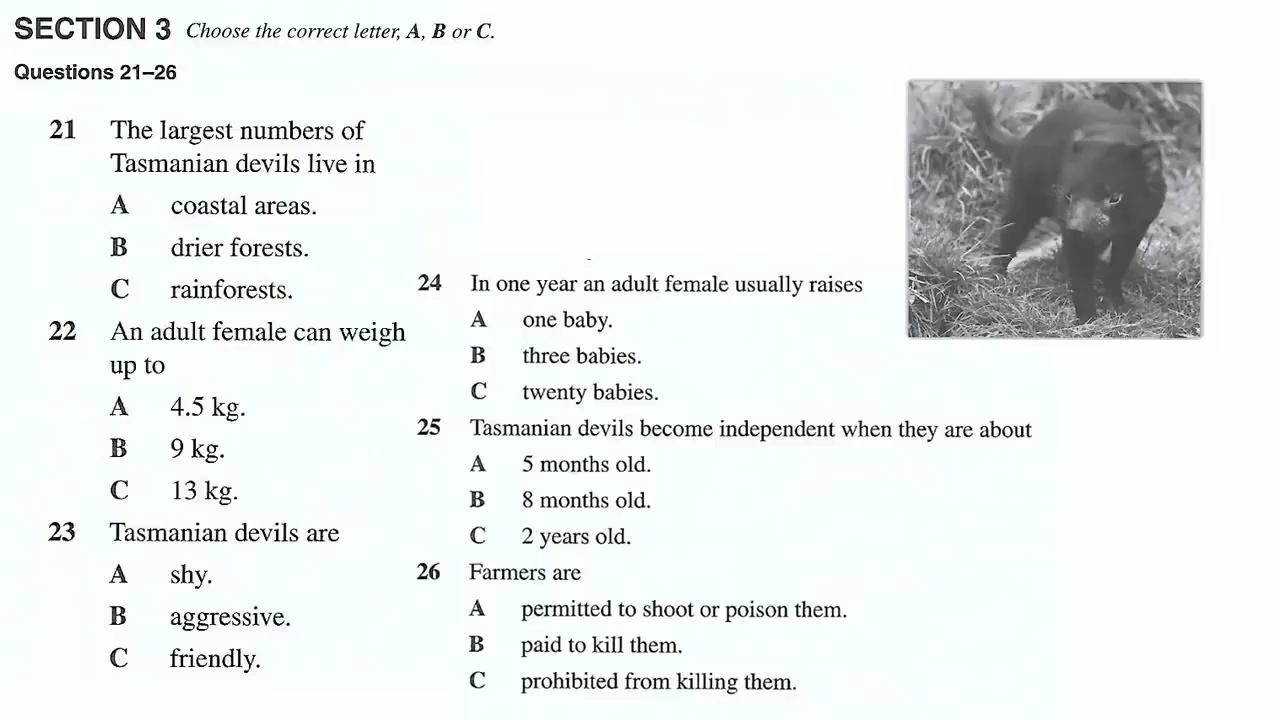 SECTION 3 Choose the correct letter, A, B or C.
Questions 21–26
21 The largest numbers of
Tasmanian devils live in
A coastal areas.
B drier forests.
C rainforests.
22 An adult female can weigh
up to
A 4.5 kg.
B 9 kg.
C 13 kg.
23 Tasmanian devils are
A shy.
B aggressive.
C friendly.
24 In one year an adult female usually raises
A one baby.
B three babies.
C twenty babies.
25 Tasmanian devils become independent when they are about
A 5 months old.
B 8 months old.
C 2 years old.
26 Farmers are
A permitted to shoot or poison them.
B paid to kill them.
C prohibited from killing them.